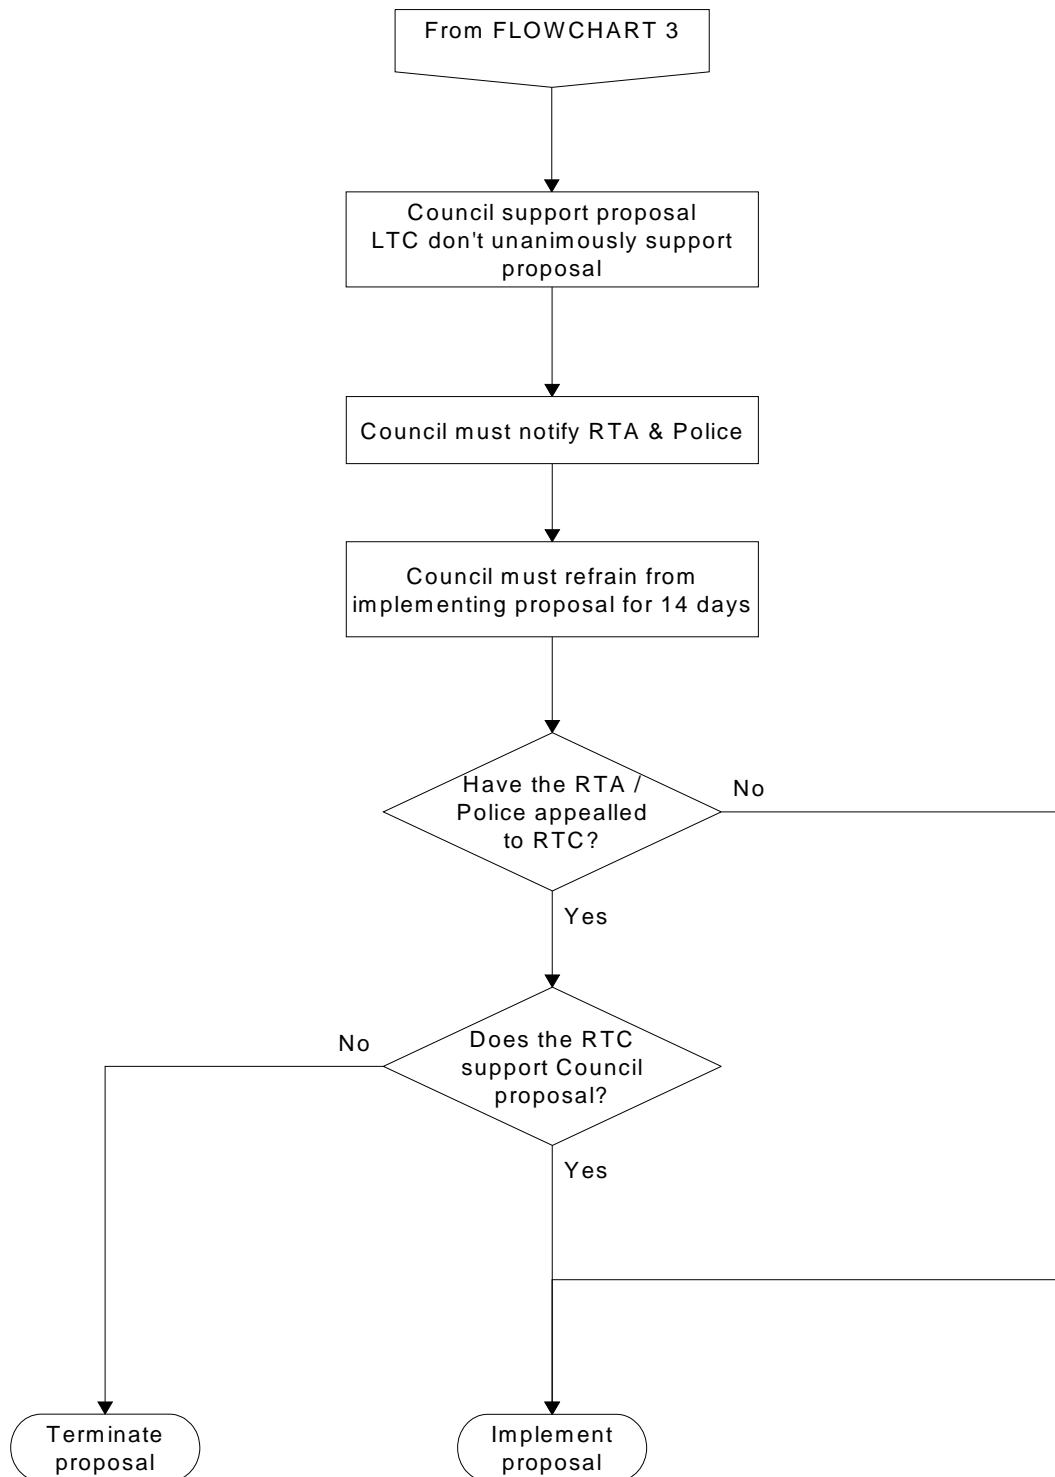 From FLOWCHART 3
Council support proposal
LTC don't unanimously support
proposal
Council must notify RTA & Police
Council must refrain from
implementing proposal for 14 days
Have the RTA /
Police appealled
to RTC?
No
Yes
No
Does the RTC
support Council
proposal?
Yes
Terminate
proposal
Implement
proposal